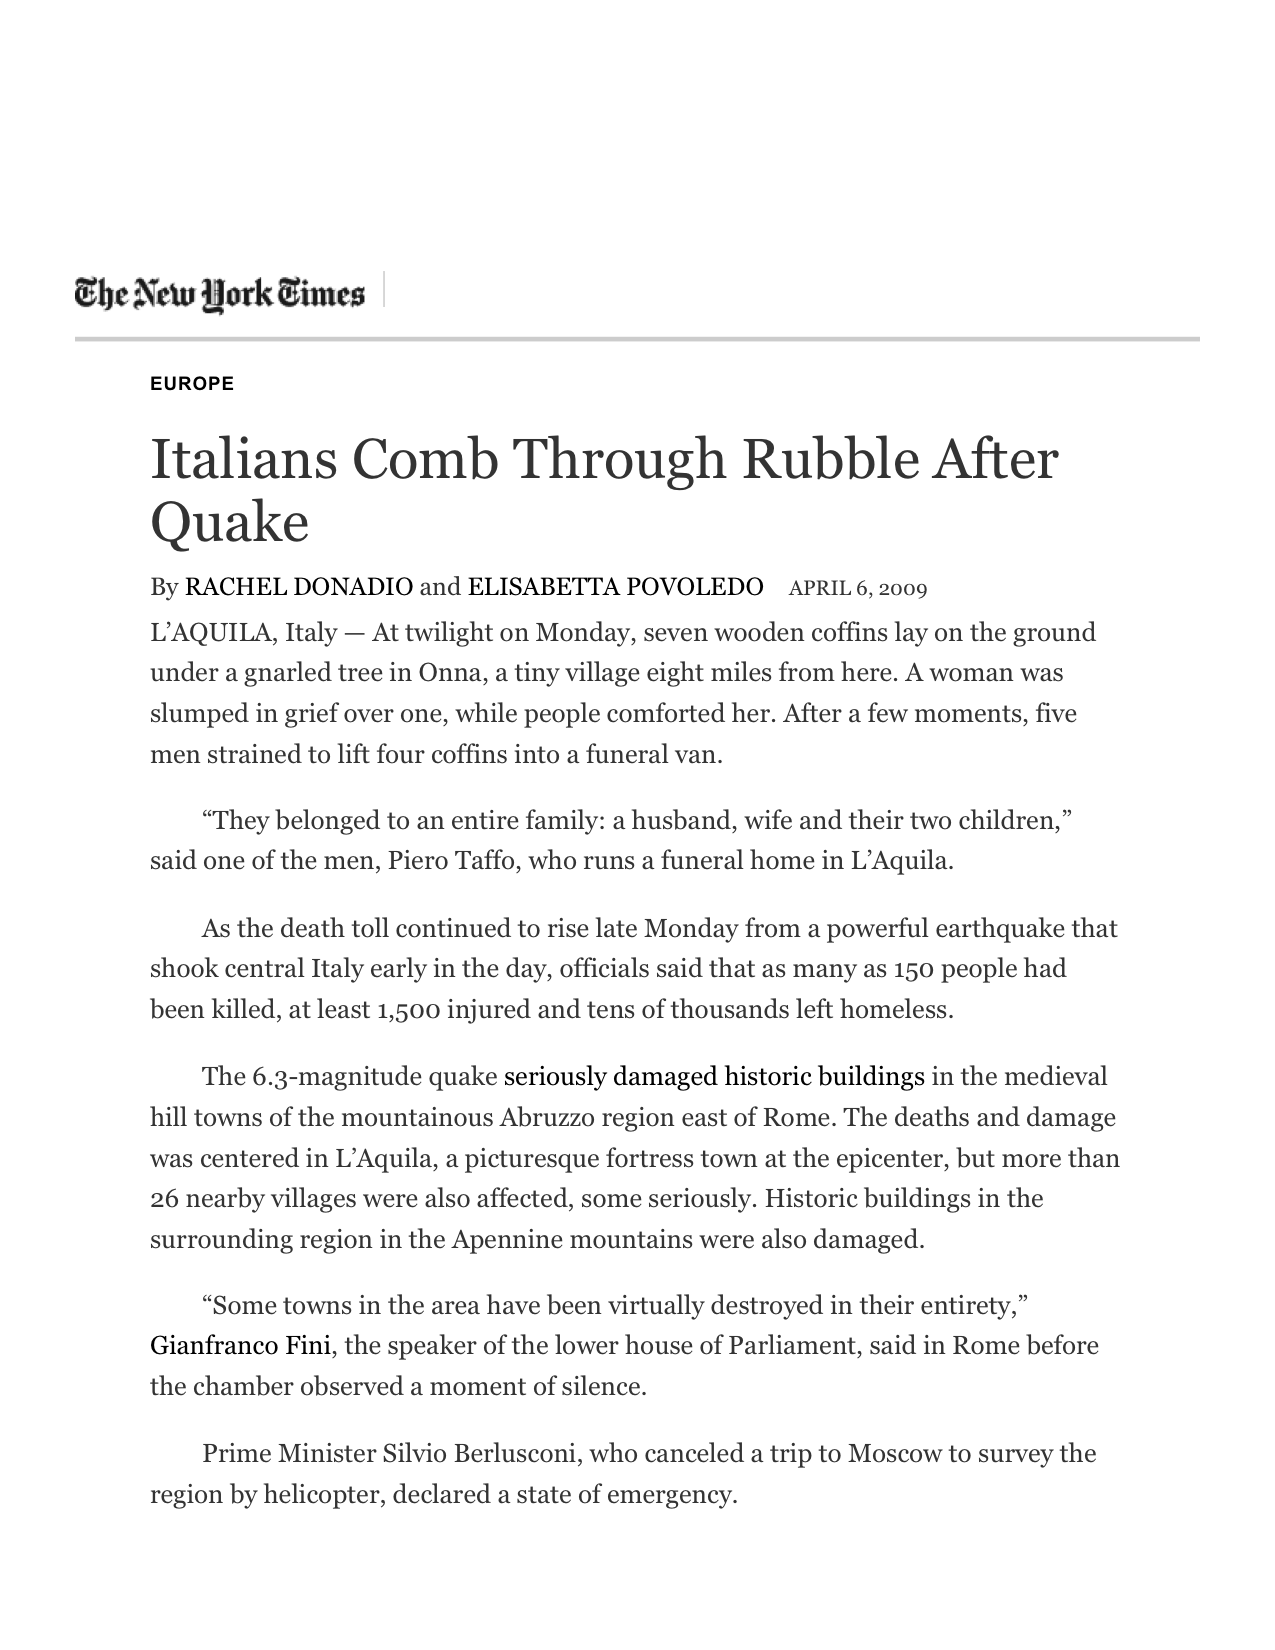 The New York Times
EUROPE
Italians Comb Through Rubble After
Quake
By RACHEL DONADIO and ELISABETTA POVOLEDO APRIL 6, 2009
L’AQUILA, Italy — At twilight on Monday, seven wooden coffins lay on the ground
under a gnarled tree in Onna, a tiny village eight miles from here. A woman was
slumped in grief over one, while people comforted her. After a few moments, five
men strained to lift four coffins into a funeral van.
“They belonged to an entire family: a husband, wife and their two children,”
said one of the men, Piero Taffo, who runs a funeral home in L’Aquila.
As the death toll continued to rise late Monday from a powerful earthquake that
shook central Italy early in the day, officials said that as many as 150 people had
been killed, at least 1,500 injured and tens of thousands left homeless.
The 6.3-magnitude quake seriously damaged historic buildings in the medieval
hill towns of the mountainous Abruzzo region east of Rome. The deaths and damage
was centered in L’Aquila, a picturesque fortress town at the epicenter, but more than
26 nearby villages were also affected, some seriously. Historic buildings in the
surrounding region in the Apennine mountains were also damaged.
“Some towns in the area have been virtually destroyed in their entirety,”
Gianfranco Fini, the speaker of the lower house of Parliament, said in Rome before
the chamber observed a moment of silence.
Prime Minister Silvio Berlusconi, who canceled a trip to Moscow to survey the
region by helicopter, declared a state of emergency.